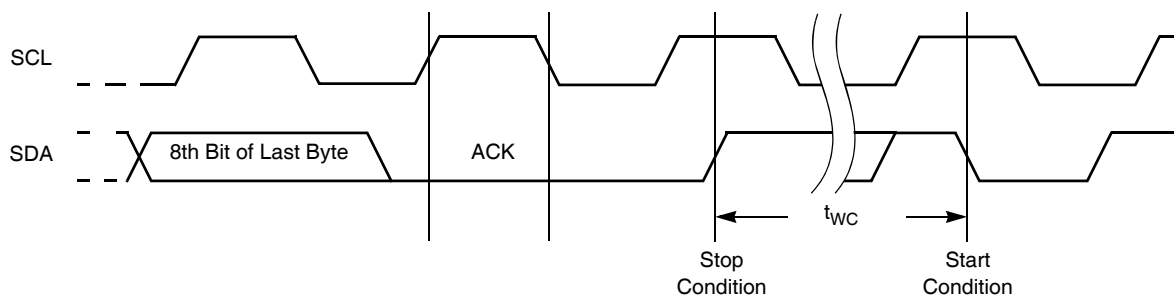 SCL
SDA
8th Bit of Last Byte
ACK
tWC
Stop
Condition
Start
Condition